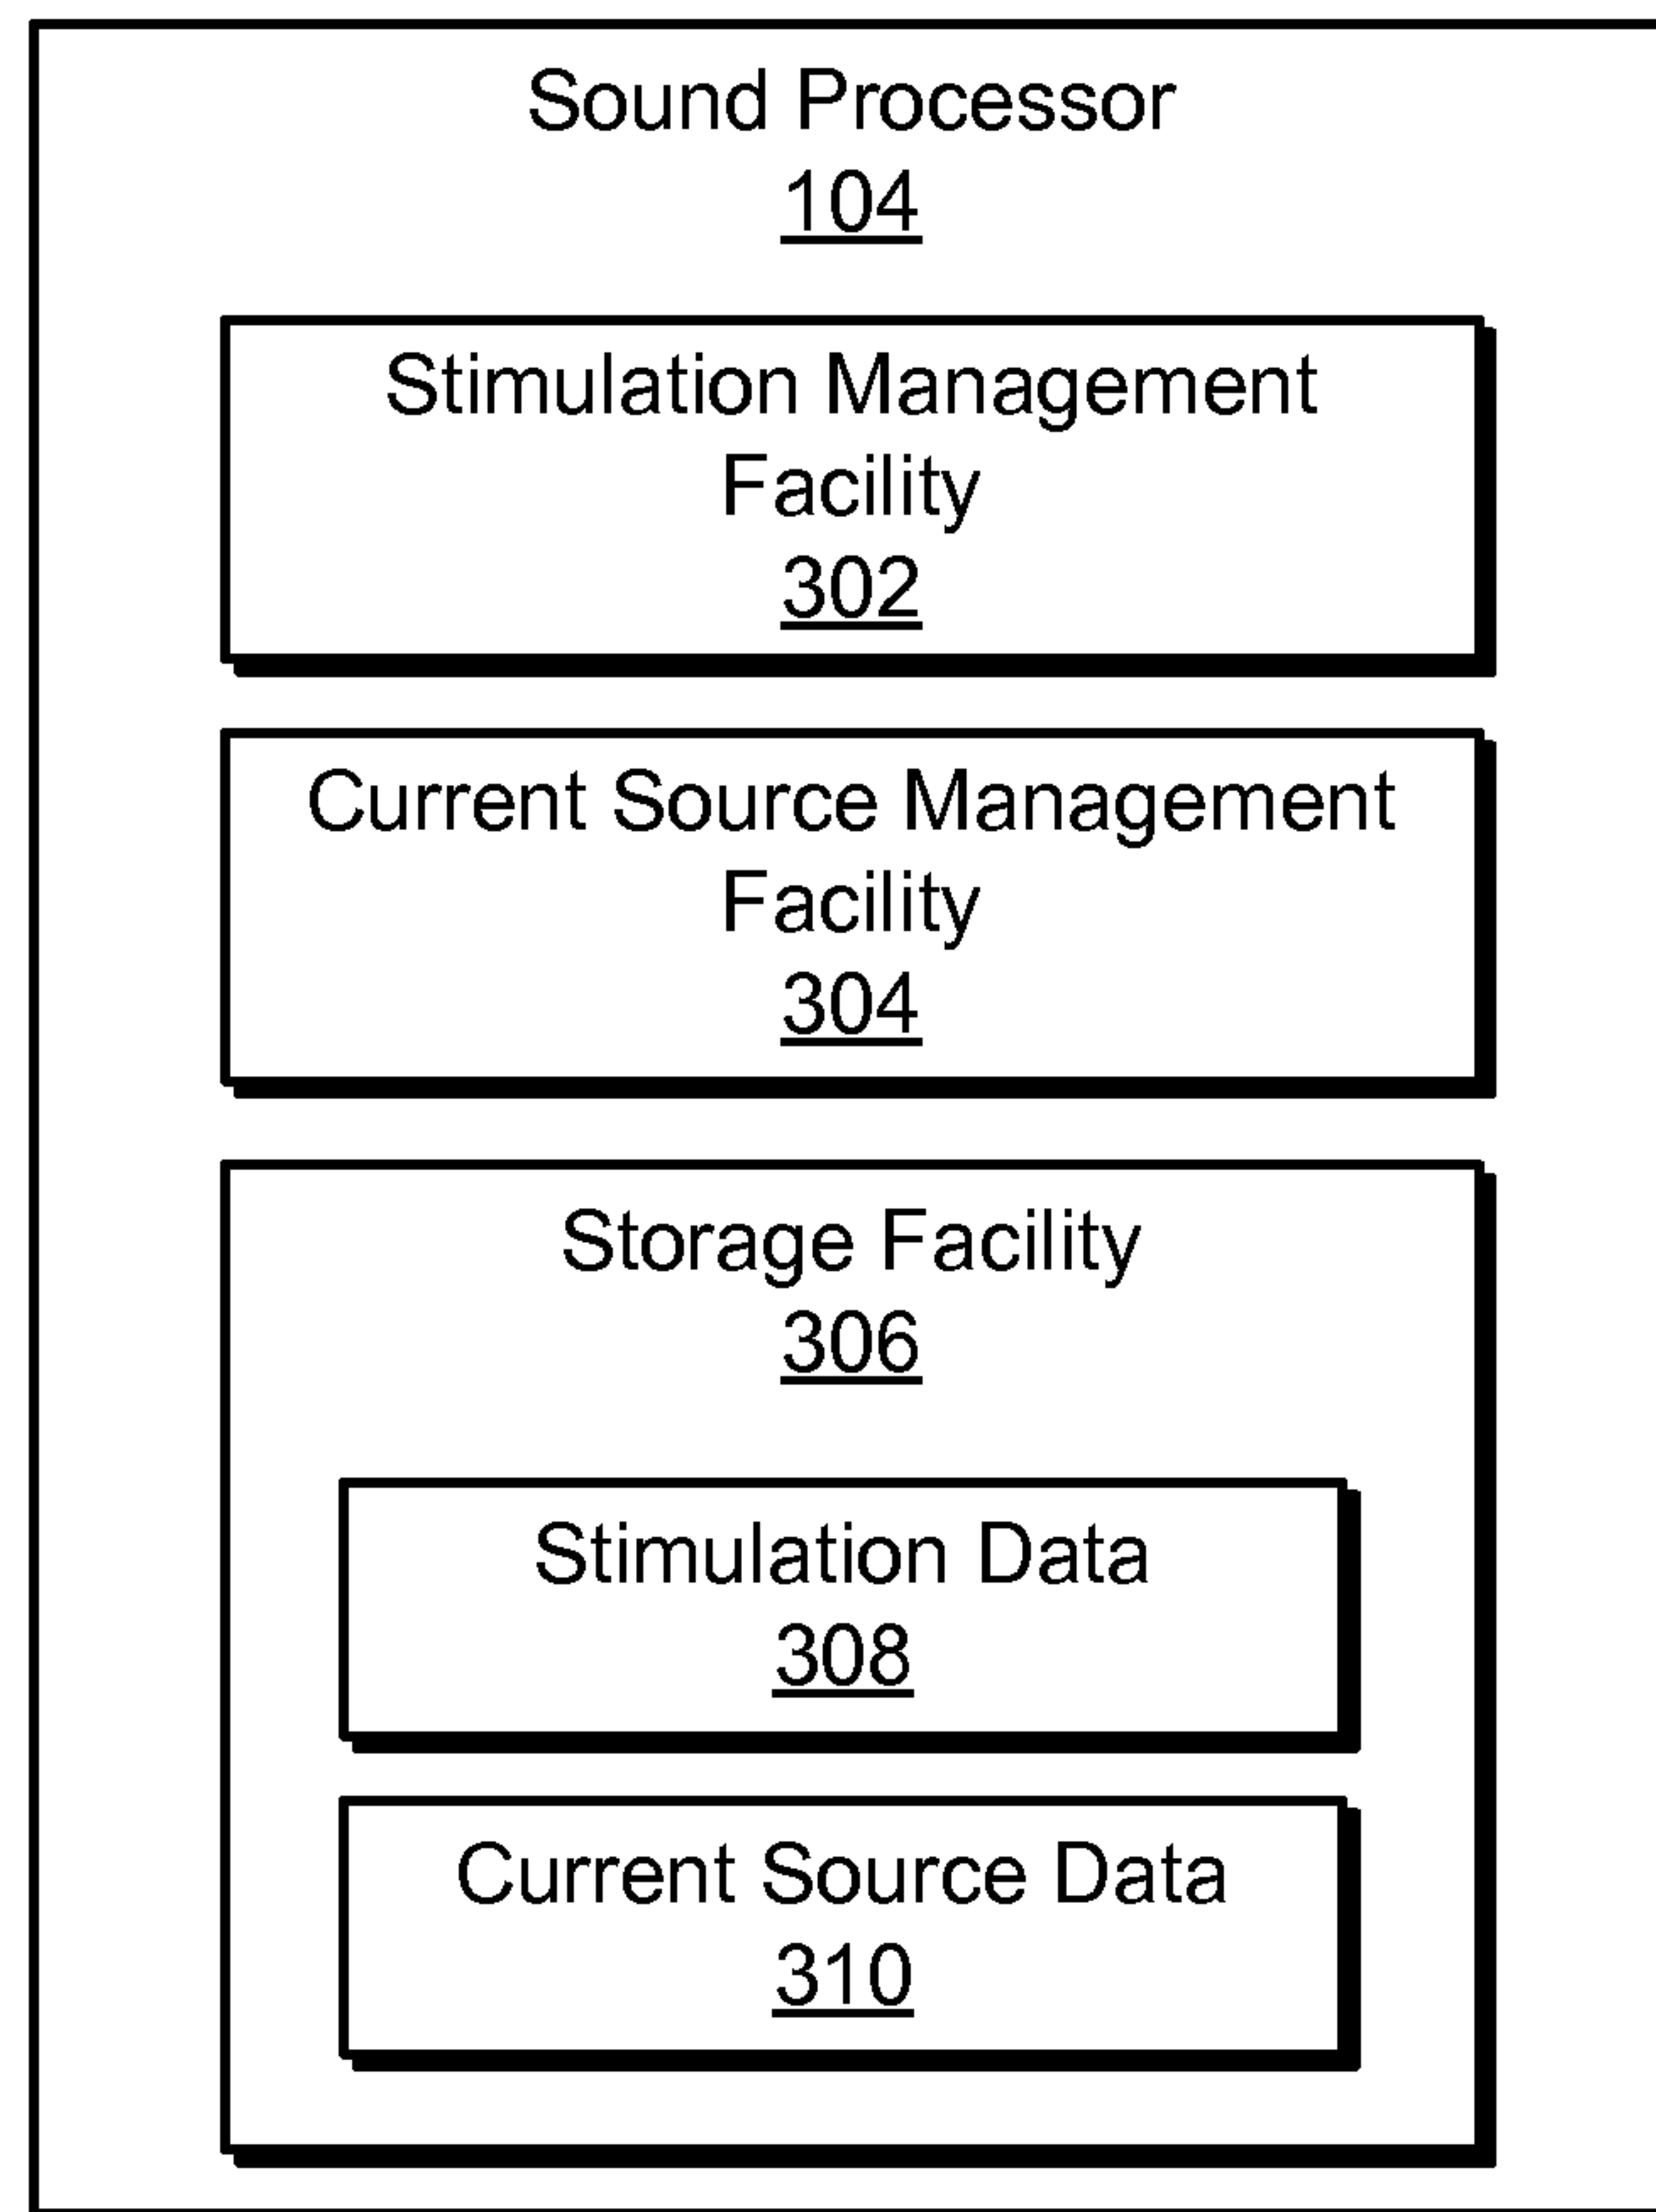 Sound Processor
104
Stimulation Management
Facility
302
Current Source Management
Facility
304
Storage Facility
306
Stimulation Data
308
Current Source Data
310